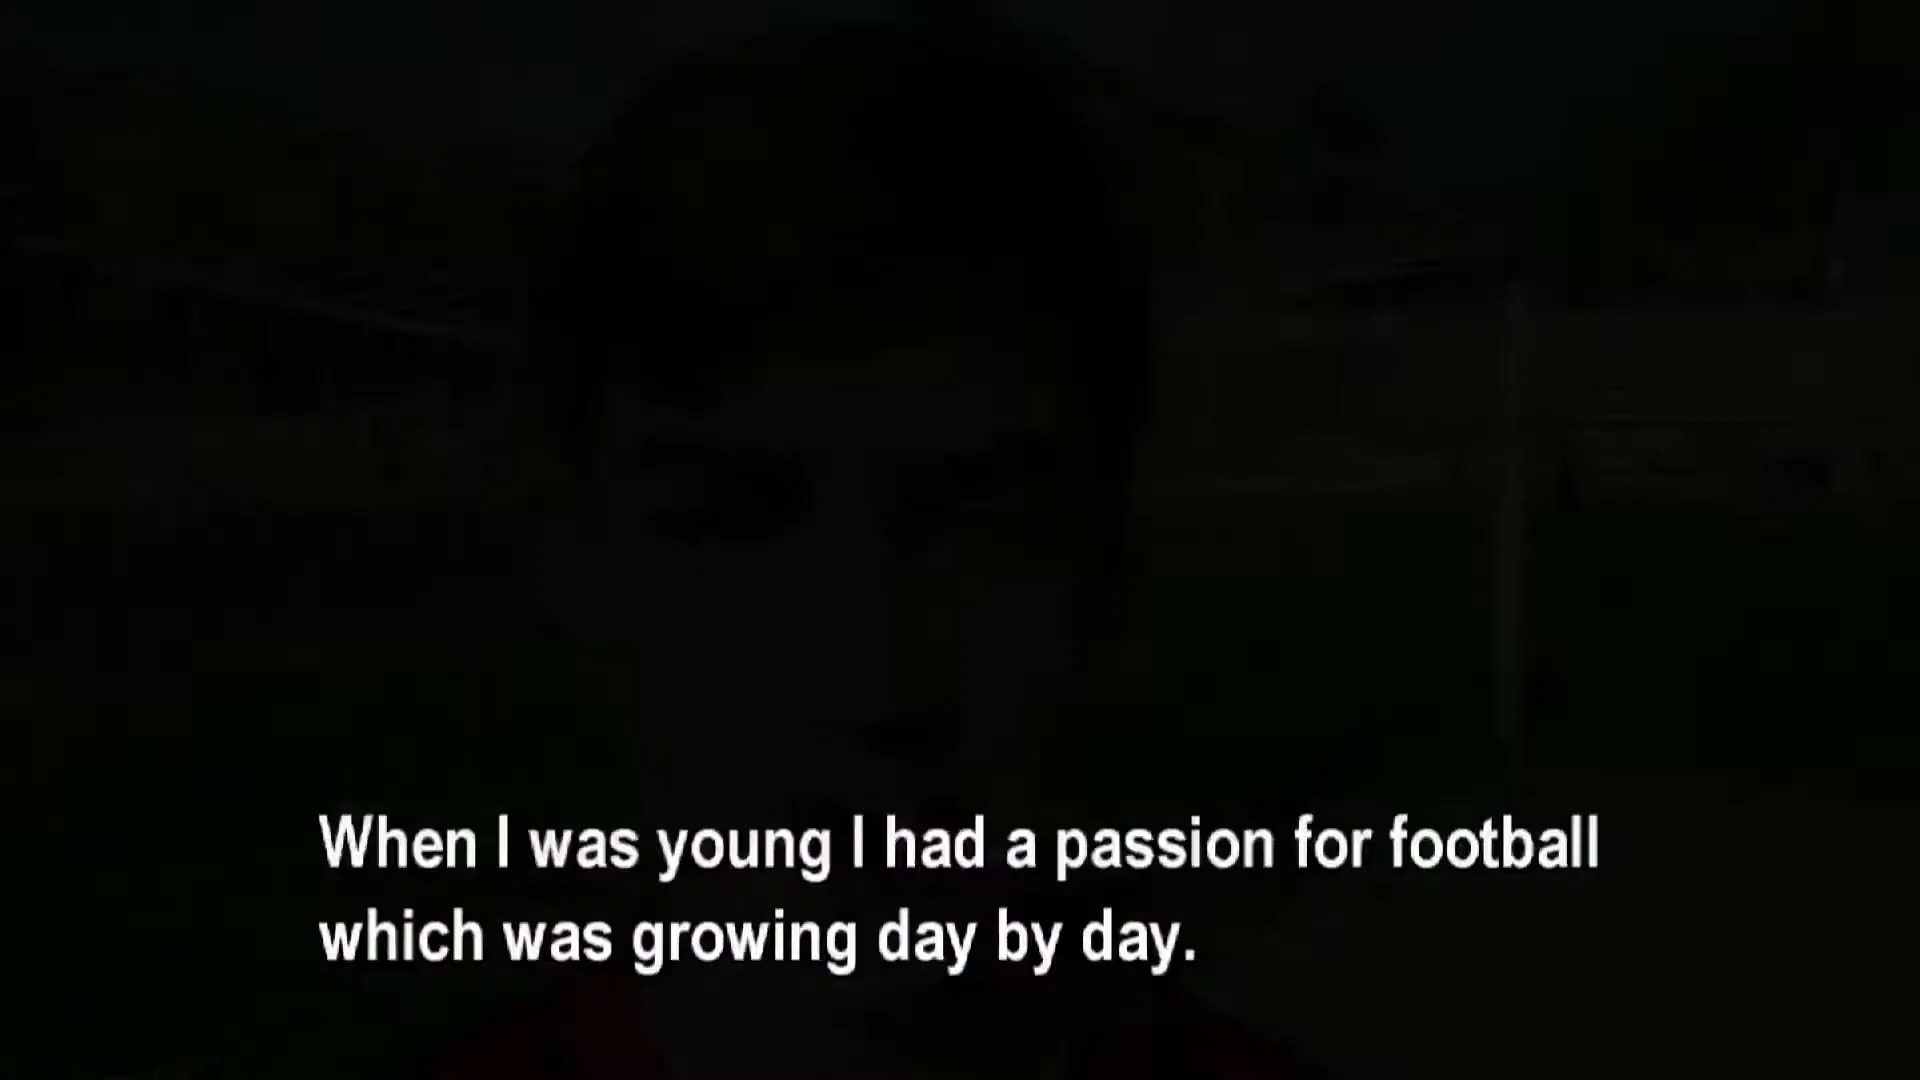 When I was young I had a passion for football
which was growing day by day.